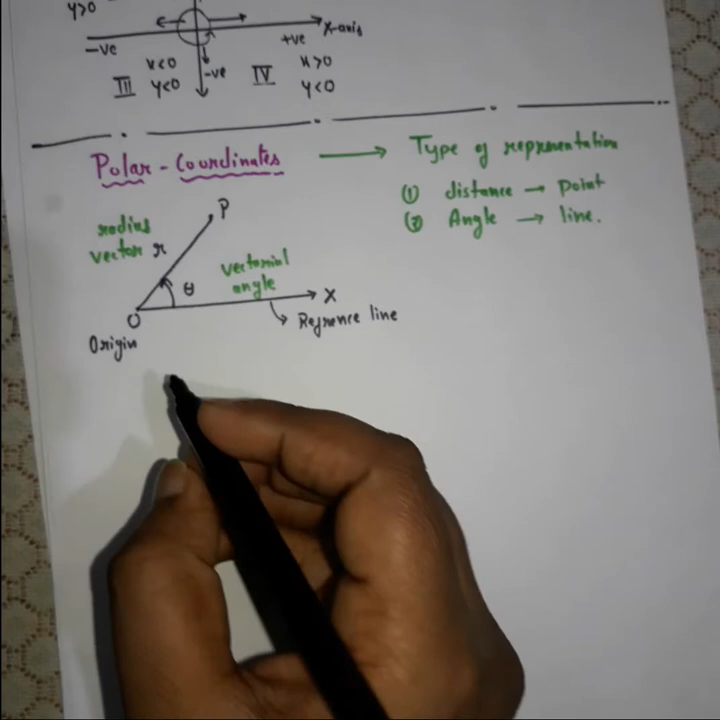 y>0
X-axis
-ve
+ve
x<0
x>0
III
y<0
-ve
IV
y<0
Polar-Coordinates
Type of representation
(1) distance → point
(2) Angle → line.
radius
vector r
P
vectorial
angle
θ
X
O
Refrence line
Origin